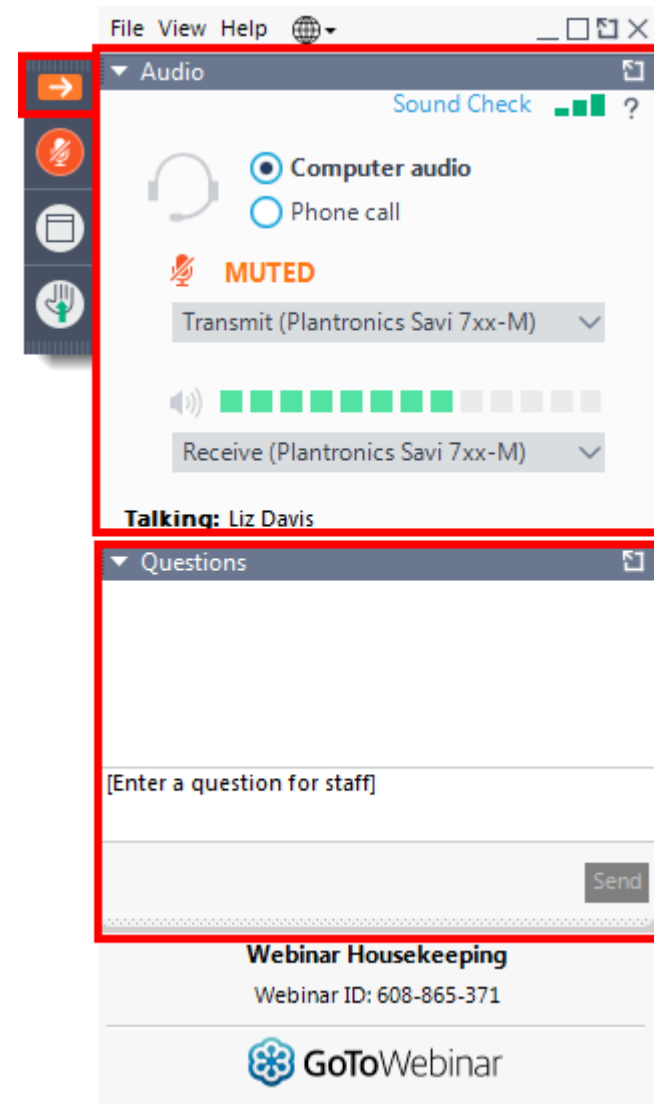 File View Help
Audio
Sound Check
?
Computer audio
Phone call
MUTED
Transmit (Plantronics Savi 7xx-M)
Receive (Plantronics Savi 7xx-M)
Talking: Liz Davis
Questions
[Enter a question for staff]
Send
Webinar Housekeeping
Webinar ID: 608-865-371
GoToWebinar